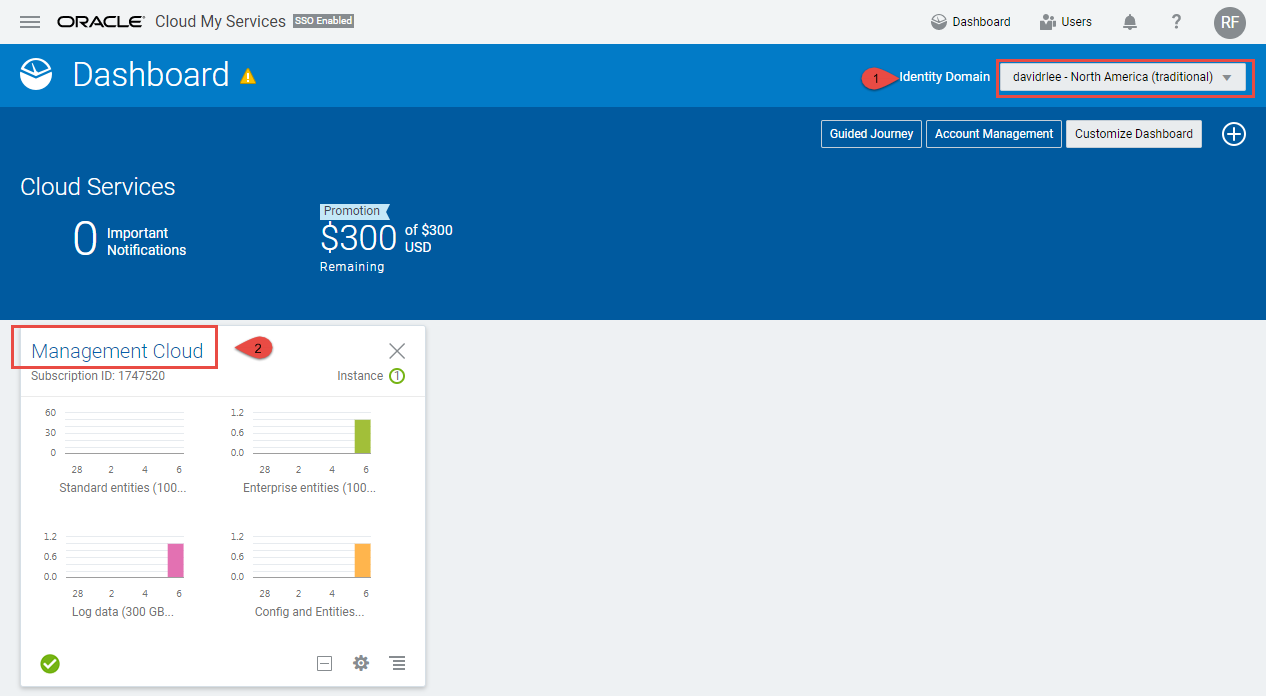 ORACLE Cloud My Services SSO Enabled Dashboard Users ? RF
Dashboard 1 Identity Domain davidrlee - North America (traditional)
Guided Journey Account Management Customize Dashboard
Cloud Services
0 Important
Notifications
Promotion
$300 of $300
USD
Remaining
Management Cloud 2
Subscription ID: 1747520 Instance 1
60
30
0
28 2 4 6
Standard entities (100...
1.2
0.6
0.0
28 2 4 6
Enterprise entities (100...
1.2
0.6
0.0
28 2 4 6
Log data (300 GB...
1.2
0.6
0.0
28 2 4 6
Config and Entities...